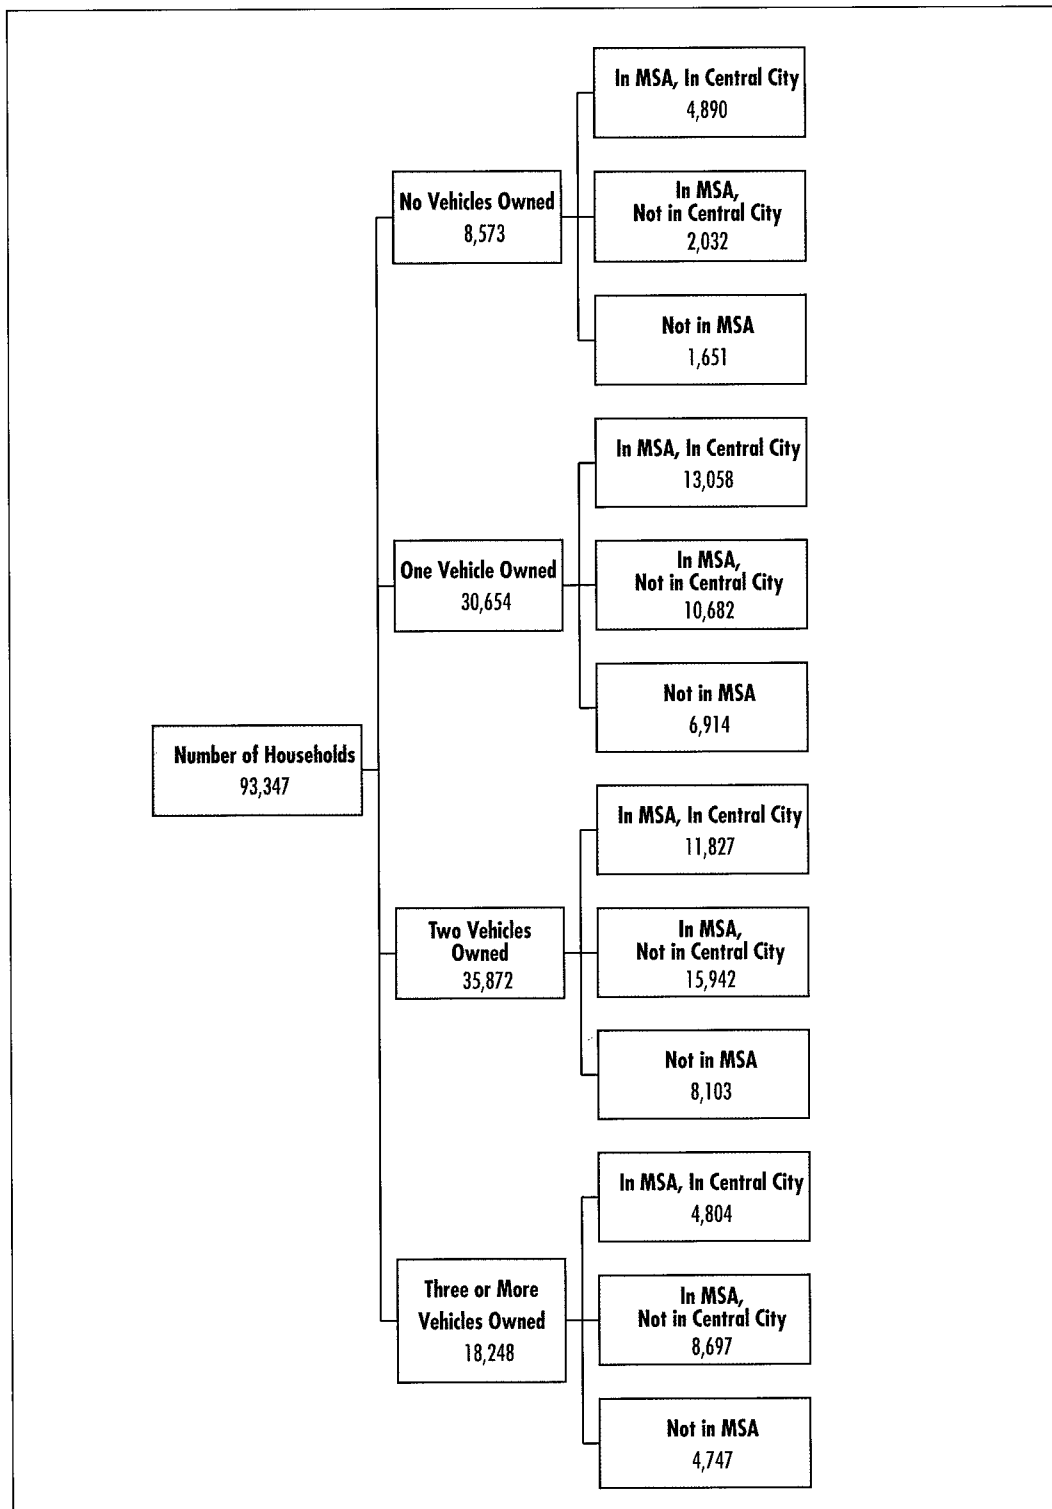 Number of Households
93,347
No Vehicles Owned
8,573
In MSA, In Central City
4,890
In MSA,
Not in Central City
2,032
Not in MSA
1,651
One Vehicle Owned
30,654
In MSA, In Central City
13,058
In MSA,
Not in Central City
10,682
Not in MSA
6,914
Two Vehicles
Owned
35,872
In MSA, In Central City
11,827
In MSA,
Not in Central City
15,942
Not in MSA
8,103
Three or More
Vehicles Owned
18,248
In MSA, In Central City
4,804
In MSA,
Not in Central City
8,697
Not in MSA
4,747